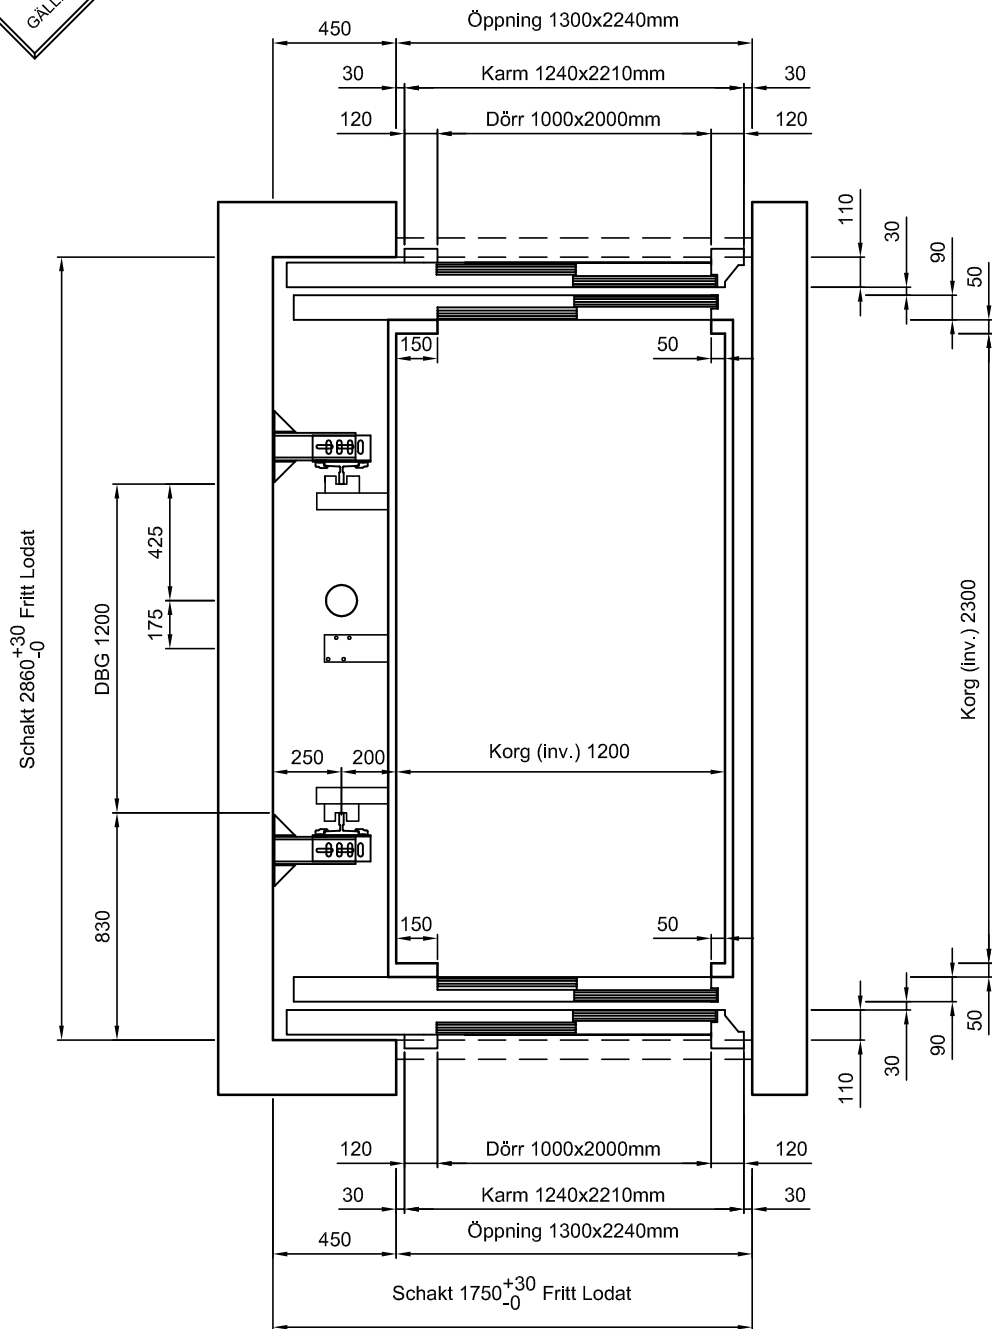 GÄLL
Öppning 1300x2240mm
450
30
Karm 1240x2210mm
30
120
Dörr 1000x2000mm
120
110
30
90
50
150
50
425
175
DBG 1200
Schakt 2860 +30 -0 Fritt Lodat
Korg (inv.) 2300
250
200
Korg (inv.) 1200
830
150
50
50
90
30
110
120
Dörr 1000x2000mm
120
30
Karm 1240x2210mm
30
450
Öppning 1300x2240mm
Schakt 1750 +30 -0 Fritt Lodat